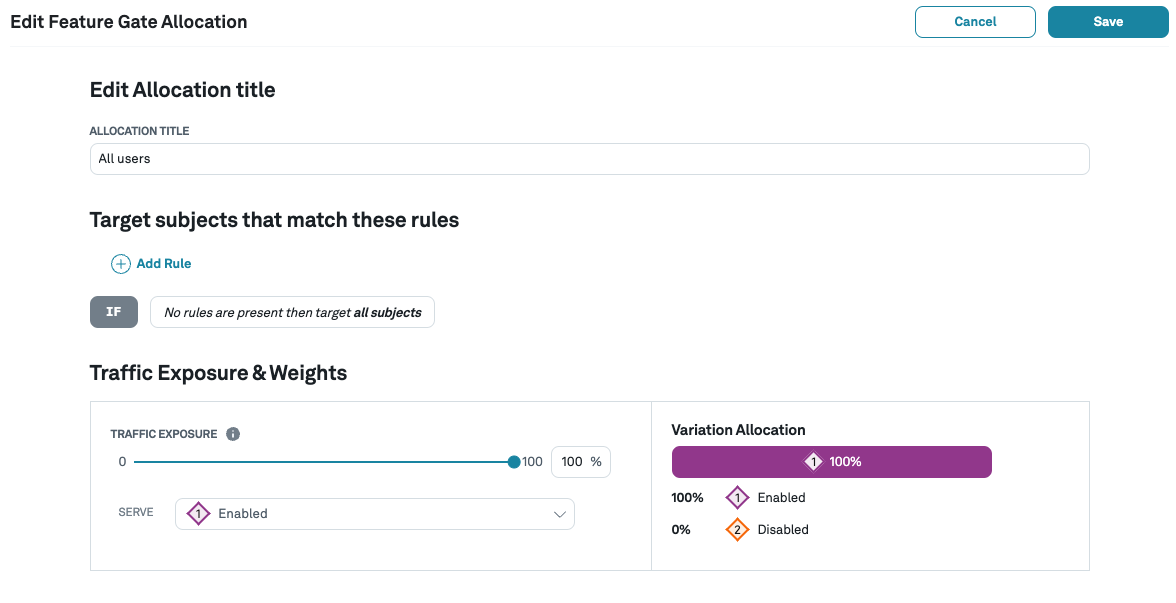 Edit Feature Gate Allocation
Cancel
Save
Edit Allocation title
ALLOCATION TITLE
All users
Target subjects that match these rules
Add Rule
IF
No rules are present then target all subjects
Traffic Exposure & Weights
TRAFFIC EXPOSURE
0
100
100 %
SERVE
1 Enabled
Variation Allocation
1 100%
100% 1 Enabled
0% 2 Disabled